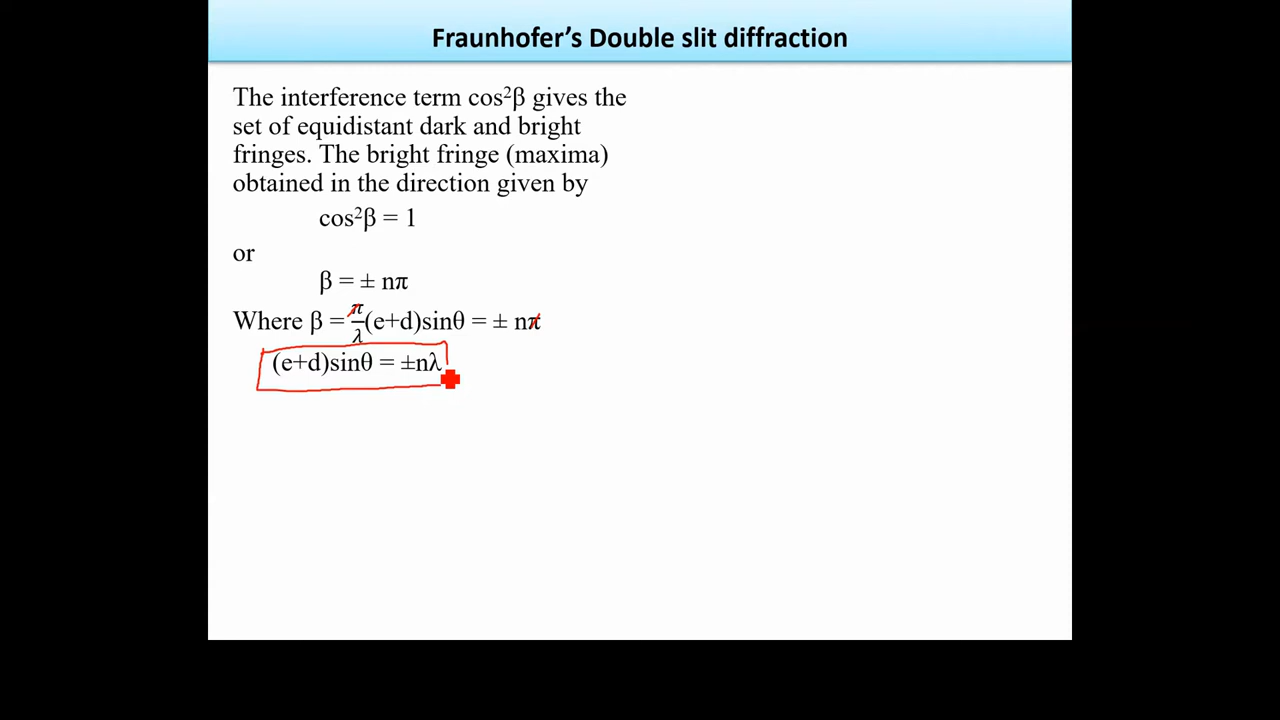 Fraunhofer’s Double slit diffraction
The interference term cos²β gives the
set of equidistant dark and bright
fringes. The bright fringe (maxima)
obtained in the direction given by
cos²β = 1
or
β = ± nπ
Where β = π/λ(e+d)sinθ = ± nπ
(e+d)sinθ = ±nλ